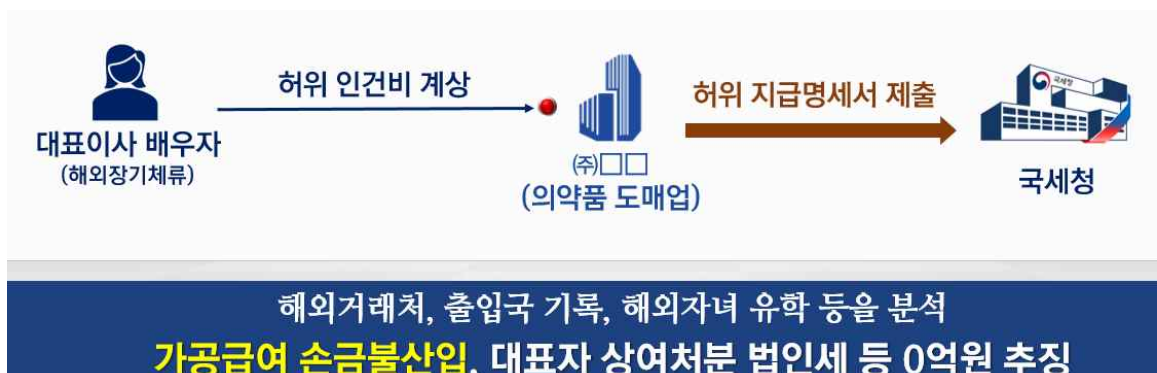 허위 인건비 계상
허위 지급명세서 제출
국세청
대표이사 배우자
(해외장기체류)
(주)□□
(의약품 도매업)
국세청
해외거래처, 출입국 기록, 해외자녀 유학 등을 분석
가공급여 손금불산입, 대표자 상여처분 법인세 등 0억원 추징